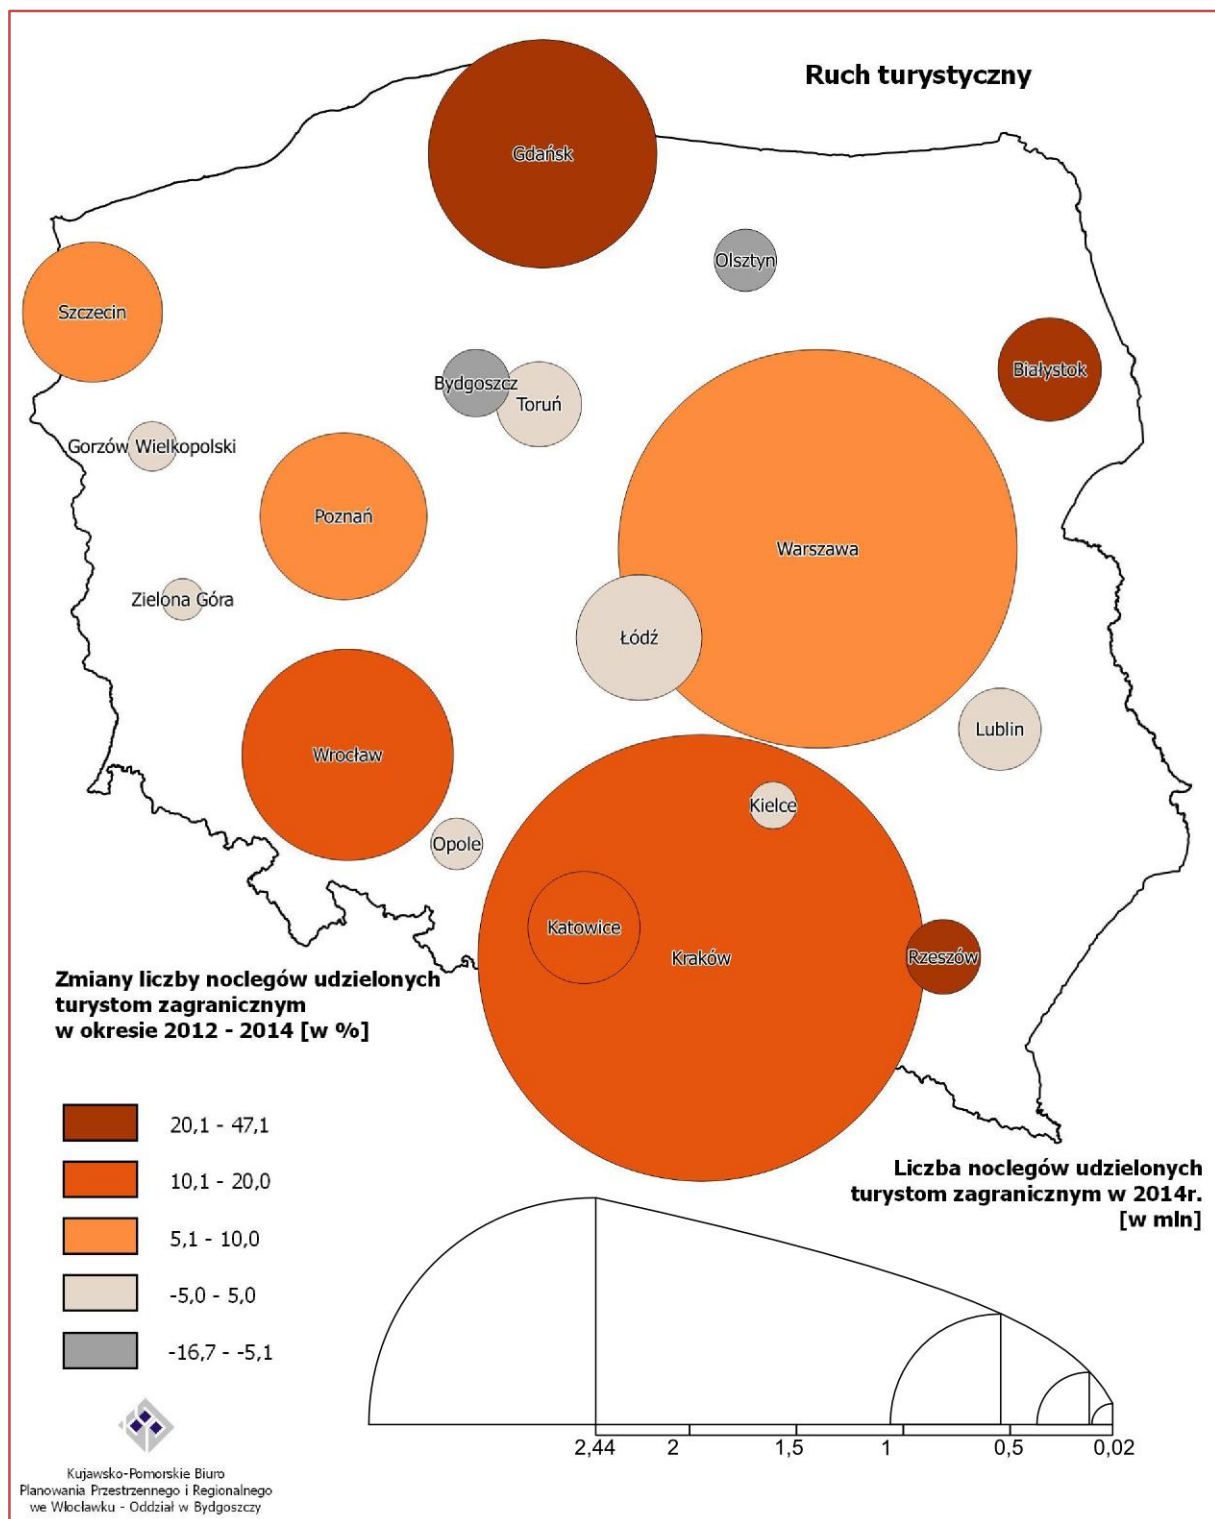 Ruch turystyczny
Gdańsk
Olsztyn
Szczecin
Białystok
Bydgoszcz
Toruń
Gorzów Wielkopolski
Poznań
Warszawa
Zielona Góra
Łódź
Lublin
Wrocław
Kielce
Opole
Katowice
Kraków
Rzeszów
Zmiany liczby noclegów udzielonych
turystom zagranicznym
w okresie 2012 - 2014 [w %]
20,1 - 47,1
10,1 - 20,0
5,1 - 10,0
-5,0 - 5,0
-16,7 - -5,1
Liczba noclegów udzielonych
turystom zagranicznym w 2014r.
[w mln]
2,44 2 1,5 1 0,5 0,02
Kujawsko-Pomorskie Biuro
Planowania Przestrzennego i Regionalnego
we Włocławku - Oddział w Bydgoszczy